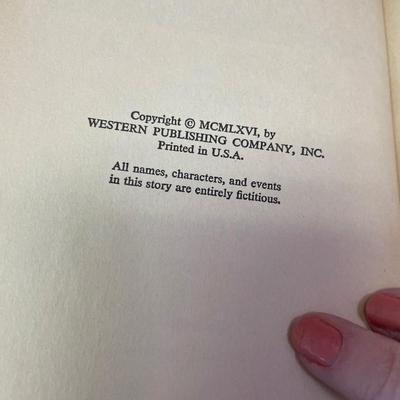 Copyright © MCMLXVI, by
WESTERN PUBLISHING COMPANY, INC.
Printed in U.S.A.
All names, characters, and events
in this story are entirely fictitious.